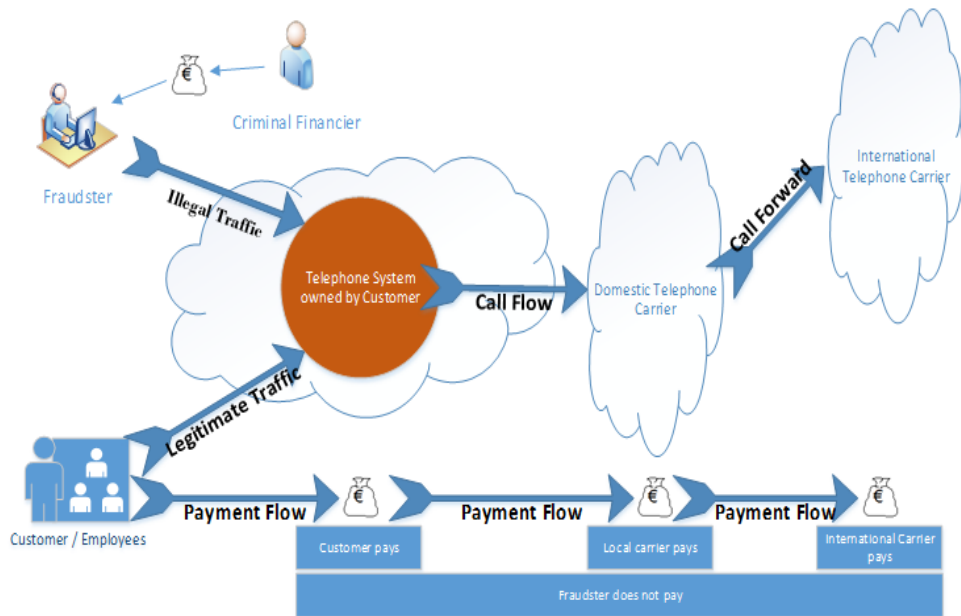 Criminal Financier
Fraudster
Illegal Traffic
International
Telephone Carrier
Call Forward
Telephone System
owned by Customer
Call Flow
Domestic Telephone
Carrier
Legitimate Traffic
Customer / Employees
Payment Flow
Payment Flow
Payment Flow
€
€
€
€
Customer pays
Local carrier pays
International Carrier
pays
Fraudster does not pay